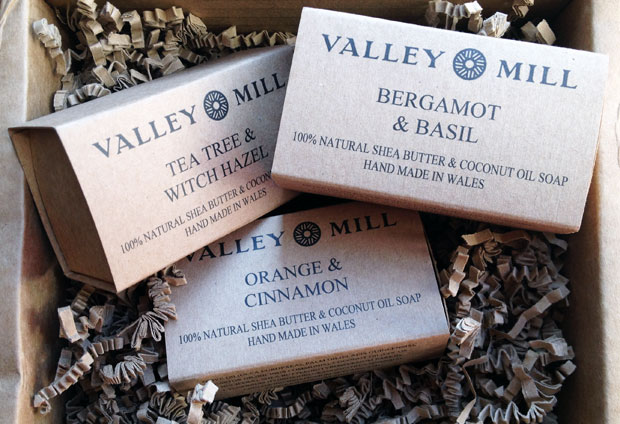 VALLEY MILL
TEA TREE &
WITCH HAZEL
100% NATURAL SHEA BUTTER & COCONUT
HAND MADE IN WALES
VALLEY MILL
BERGAMOT
& BASIL
100% NATURAL SHEA BUTTER & COCONUT OIL SOAP
HAND MADE IN WALES
VALLEY MILL
ORANGE &
CINNAMON
100% NATURAL SHEA BUTTER & COCONUT OIL SOAP
HAND MADE IN WALES